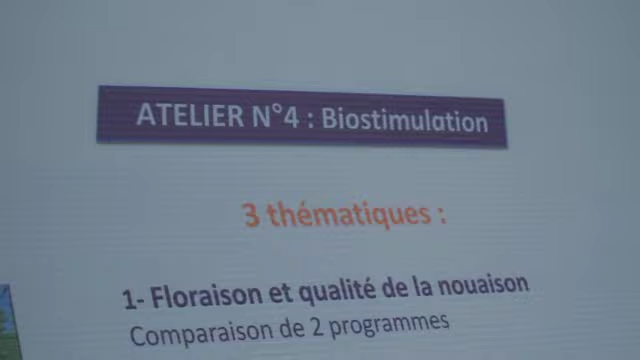 ATELIER N°4 : Biostimulation
3 thématiques :
1- Floraison et qualité de la nouaison
Comparaison de 2 programmes